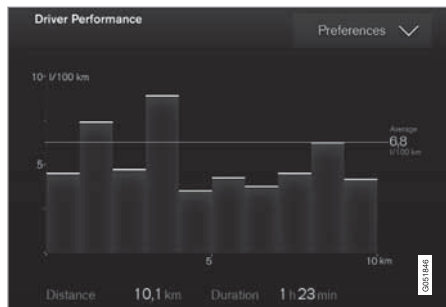 Driver Performance
Preferences
10 l/100 km
Average
6,8
l/100 km
5
5
10 km
G051846
Distance 10,1 km Duration 1 h 23 min